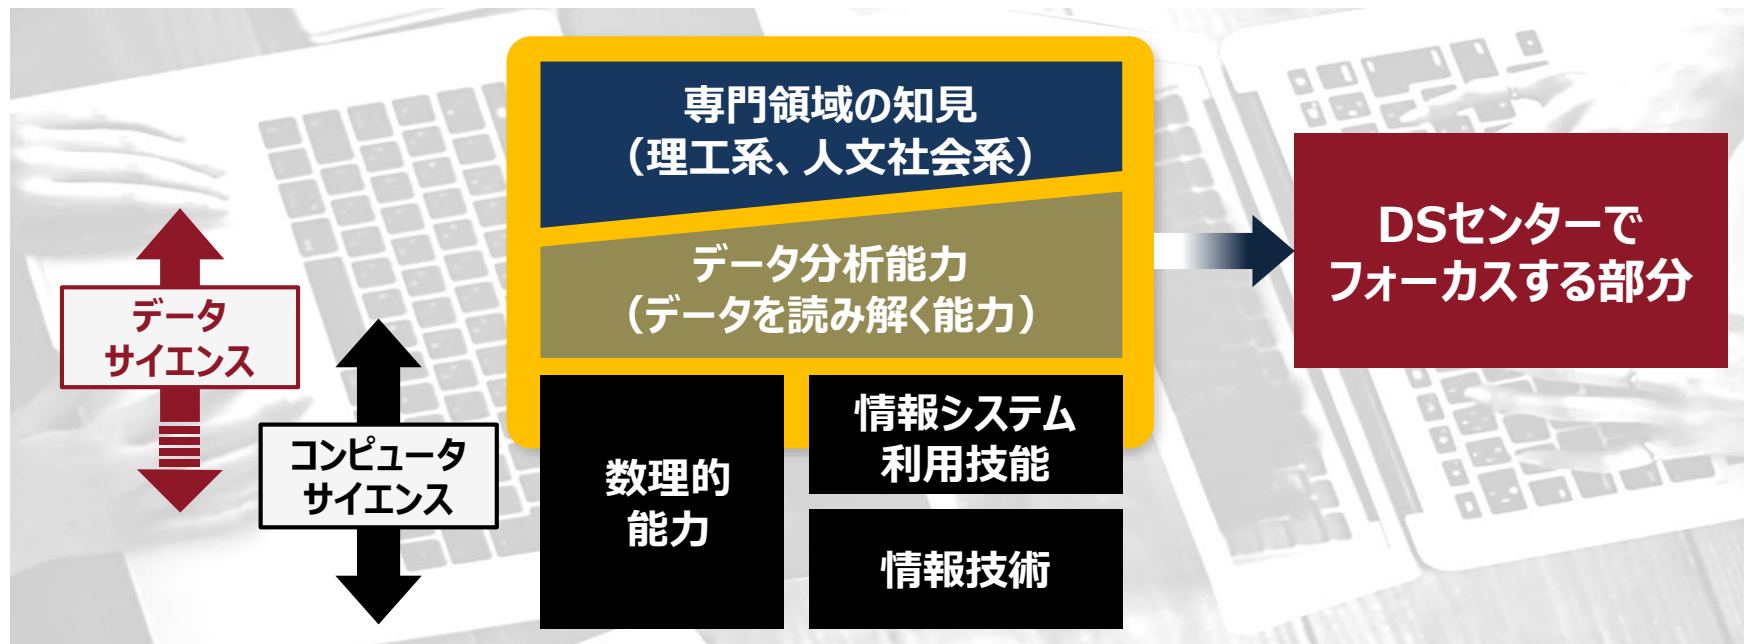 専門領域の知見
（理工系、人文社会系）
データ分析能力
（データを読み解く能力）
DSセンターで
フォーカスする部分
データ
サイエンス
コンピュータ
サイエンス
数理的
能力
情報システム
利用技能
情報技術